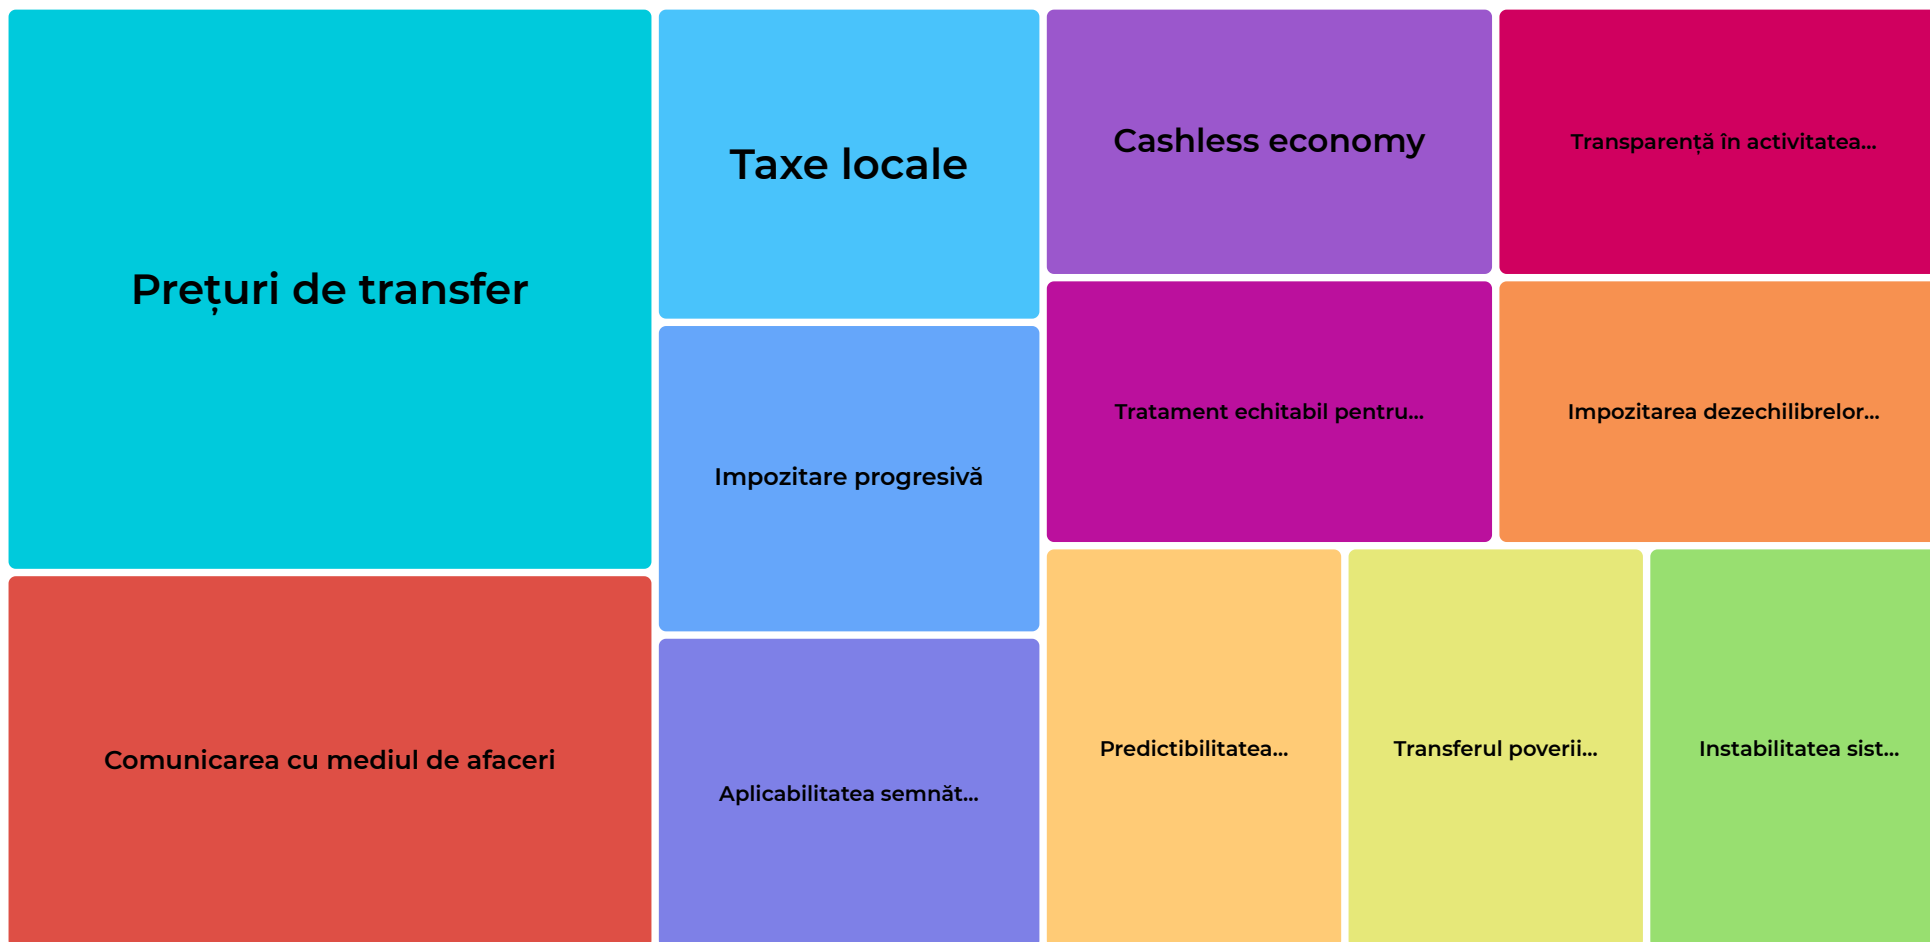 Prețuri de transfer
Comunicarea cu mediul de afaceri
Taxe locale
Impozitare progresivă
Aplicabilitatea semnăt...
Cashless economy
Transparență în activitatea...
Tratament echitabil pentru...
Impozitarea dezechilibrelor...
Predictibilitatea...
Transferul poverii...
Instabilitatea sist...